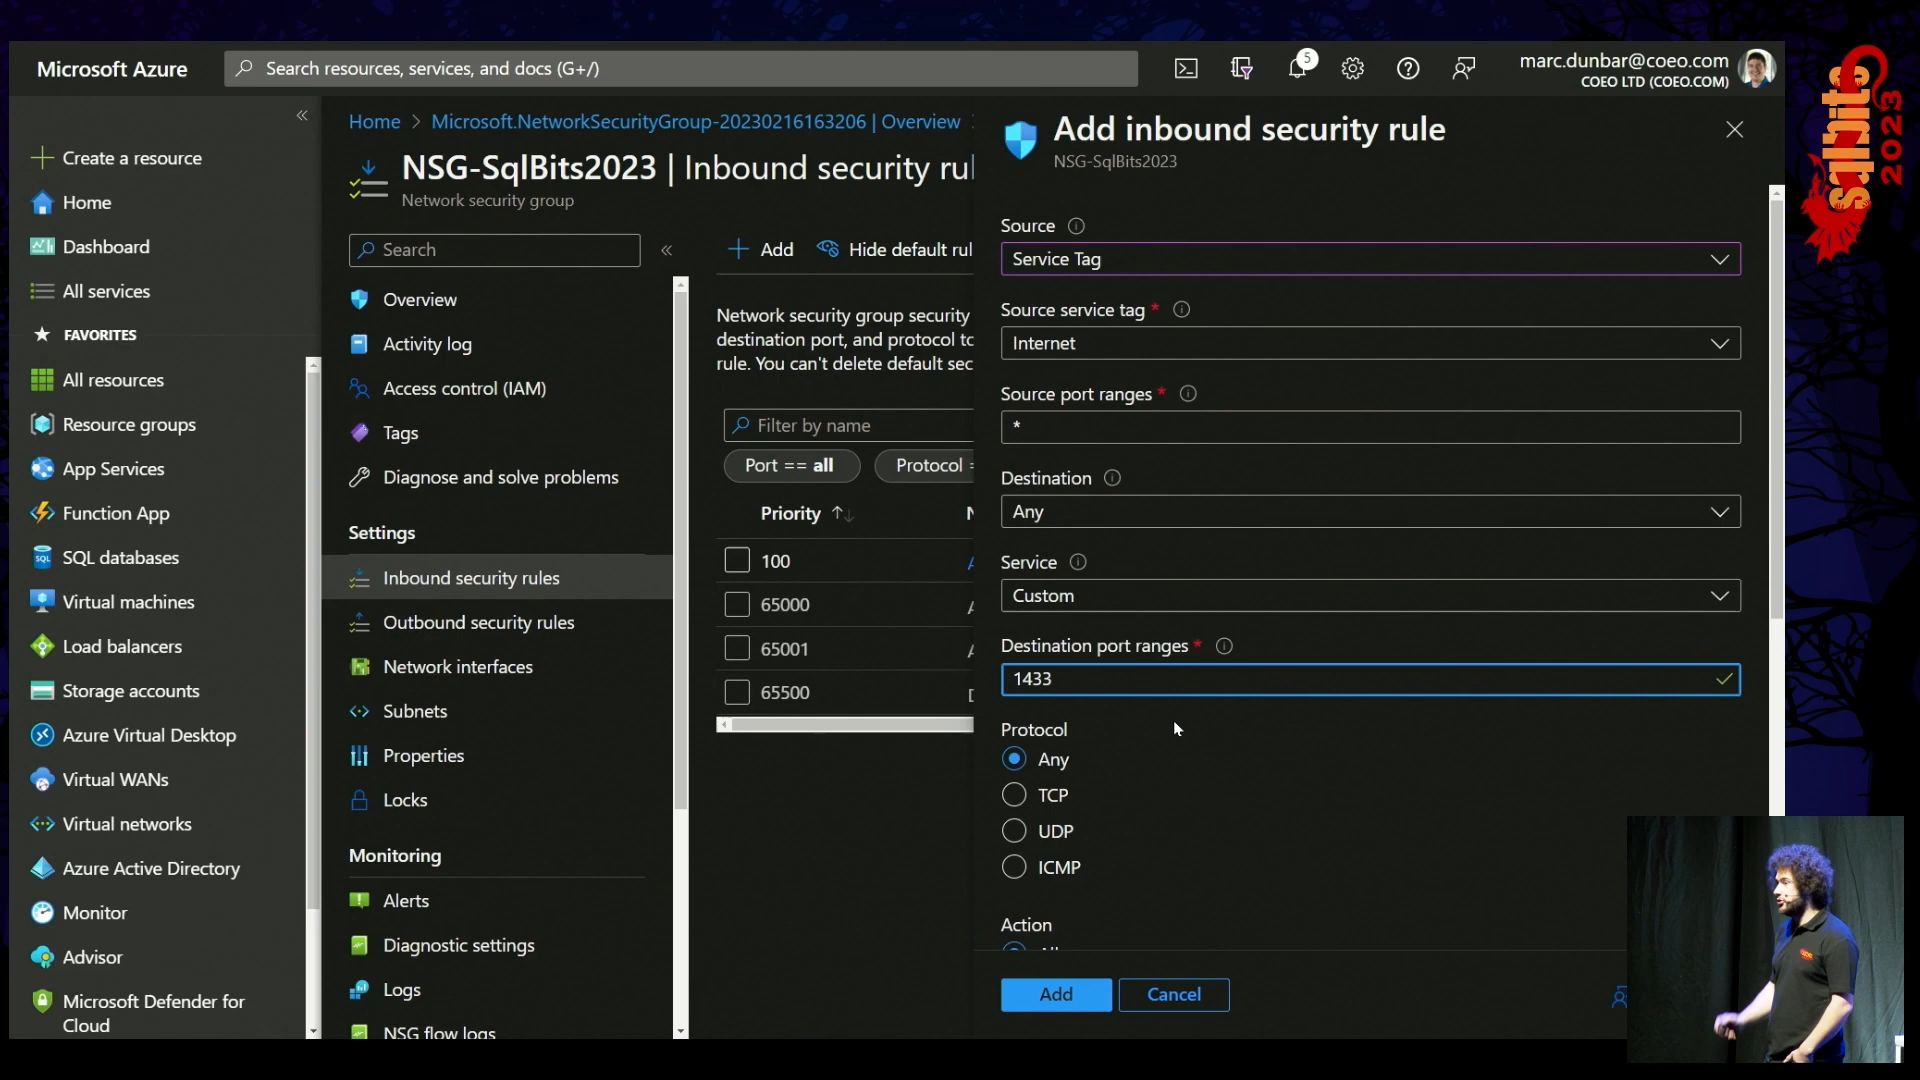 Microsoft Azure
Search resources, services, and docs (G+/)
5
marc.dunbar@coeo.com
COEO LTD (COEO.COM)
sqlbits
2023
Create a resource
Home
Dashboard
All services
FAVORITES
All resources
Resource groups
App Services
Function App
SQL databases
Virtual machines
Load balancers
Storage accounts
Azure Virtual Desktop
Virtual WANs
Virtual networks
Azure Active Directory
Monitor
Advisor
Microsoft Defender for
Cloud
Home > Microsoft.NetworkSecurityGroup-20230216163206 | Overview
NSG-SqlBits2023 | Inbound security rul
Network security group
Search
Overview
Activity log
Access control (IAM)
Tags
Diagnose and solve problems
Settings
Inbound security rules
Outbound security rules
Network interfaces
Subnets
Properties
Locks
Monitoring
Alerts
Diagnostic settings
Logs
NSG flow logs
Add
Hide default rul
Network security group security
destination port, and protocol to
rule. You can't delete default sec
Filter by name
Port == all
Protocol =
Priority
100
65000
65001
65500
Add inbound security rule
NSG-SqlBits2023
Source
Service Tag
Source service tag *
Internet
Source port ranges *
*
Destination
Any
Service
Custom
Destination port ranges *
1433
Protocol
Any
TCP
UDP
ICMP
Action
Add
Cancel